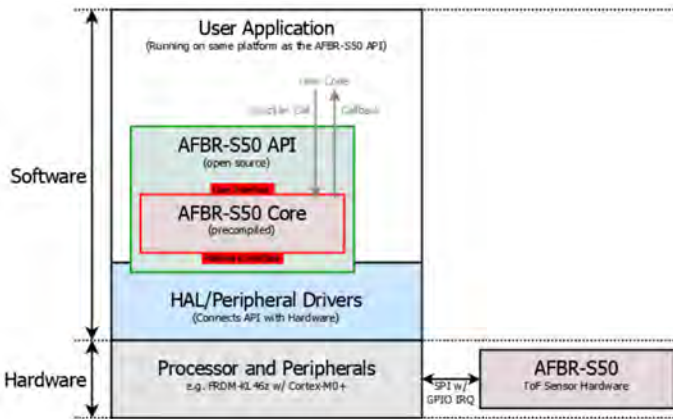 User Application
(Running on same platform as the AFBR-S50 API)
User Code
Function Call
Callback
AFBR-S50 API
(open source)
Software
AFBR-S50 Core
(precompiled)
HAL/Peripheral Drivers
(Connects API with Hardware)
Hardware
Processor and Peripherals
e.g. FRDM-KL46z w/ Cortex-M0+
SPI w/
GPIO IRQ
AFBR-S50
ToF Sensor Hardware